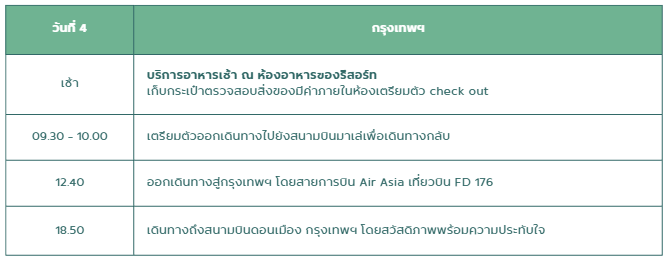 วันที่ 4
กรุงเทพฯ
เช้า
บริการอาหารเช้า ณ ห้องอาหารของรีสอร์ท
เก็บกระเป๋าตรวจสอบสิ่งของมีค่าภายในห้องเตรียมตัว check out
09.30 - 10.00
เตรียมตัวออกเดินทางไปยังสนามบินมาเล่เพื่อเดินทางกลับ
12.40
ออกเดินทางสู่กรุงเทพฯ โดยสายการบิน Air Asia เที่ยวบิน FD 176
18.50
เดินทางถึงสนามบินดอนเมือง กรุงเทพฯ โดยสวัสดิภาพพร้อมความประทับใจ